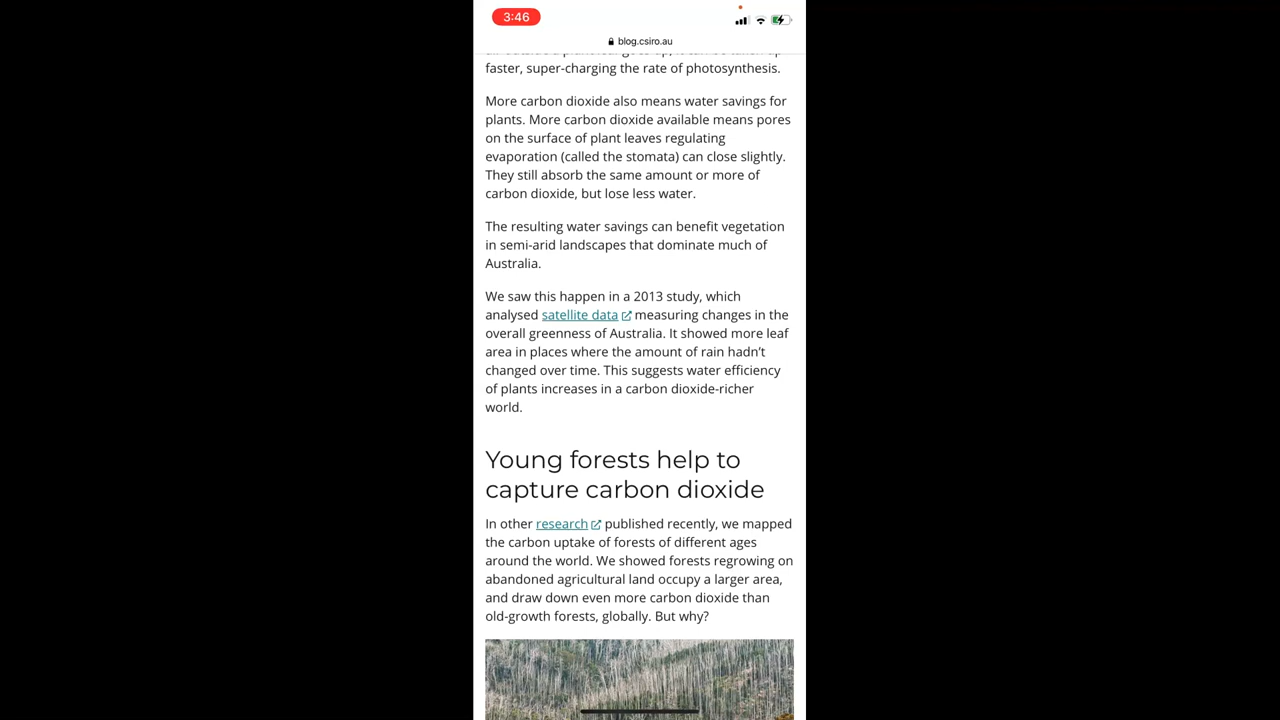 3:46
blog.csiro.au
faster, super-charging the rate of photosynthesis.
More carbon dioxide also means water savings for
plants. More carbon dioxide available means pores
on the surface of plant leaves regulating
evaporation (called the stomata) can close slightly.
They still absorb the same amount or more of
carbon dioxide, but lose less water.
The resulting water savings can benefit vegetation
in semi-arid landscapes that dominate much of
Australia.
We saw this happen in a 2013 study, which
analysed satellite data measuring changes in the
overall greenness of Australia. It showed more leaf
area in places where the amount of rain hadn’t
changed over time. This suggests water efficiency
of plants increases in a carbon dioxide-richer
world.
Young forests help to
capture carbon dioxide
In other research published recently, we mapped
the carbon uptake of forests of different ages
around the world. We showed forests regrowing on
abandoned agricultural land occupy a larger area,
and draw down even more carbon dioxide than
old-growth forests, globally. But why?